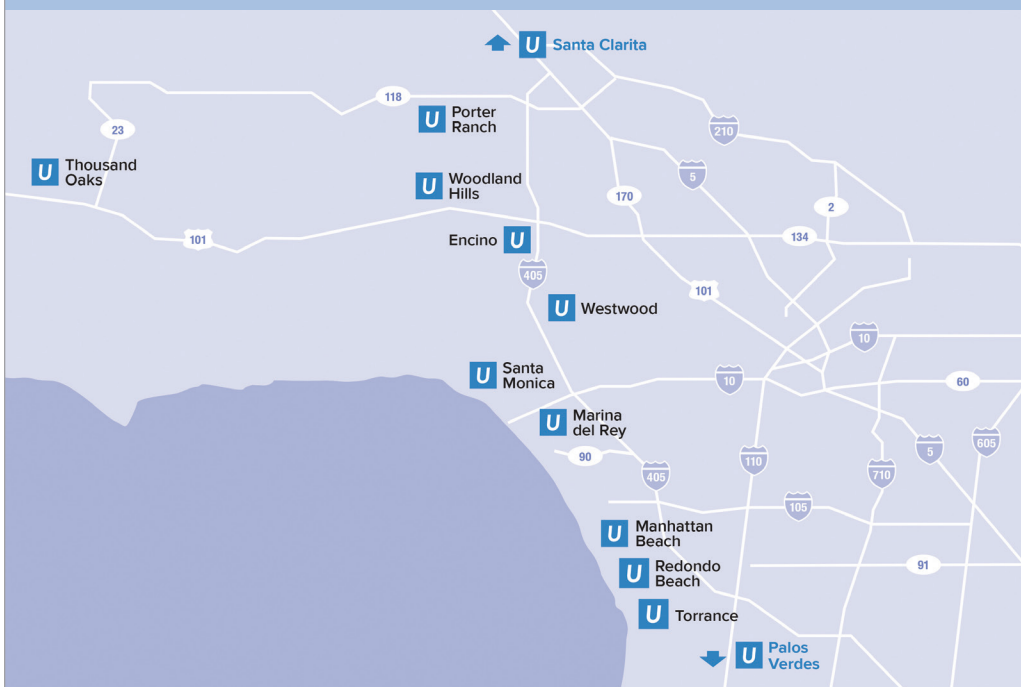 U Santa Clarita
118
U Porter
Ranch
23
210
U Thousand
Oaks
5
U Woodland
Hills
170
2
101
Encino U
134
405
101
U Westwood
10
U Santa
Monica
10
60
U Marina
del Rey
90
110
5
605
405
710
105
U Manhattan
Beach
91
U Redondo
Beach
U Torrance
U Palos
Verdes